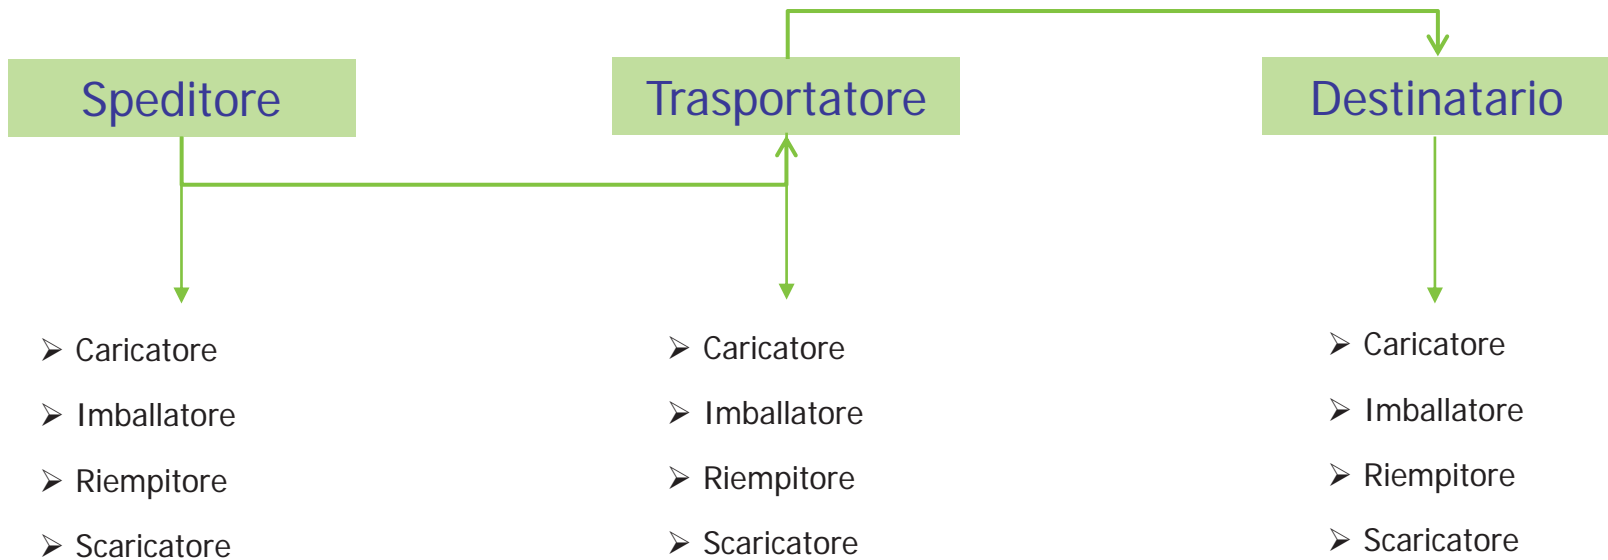 Speditore
Trasportatore
Destinatario
➢ Caricatore
➢ Imballatore
➢ Riempitore
➢ Scaricatore
➢ Caricatore
➢ Imballatore
➢ Riempitore
➢ Scaricatore
➢ Caricatore
➢ Imballatore
➢ Riempitore
➢ Scaricatore